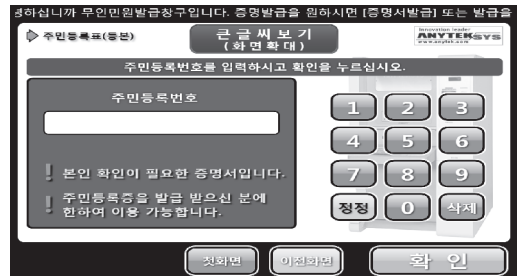 녕하십니까 무인민원발급창구입니다. 증명발급을 원하시면 [증명서발급] 또는 발급을
주민등록표(등본)
큰글씨보기
(화면확대)
Innovation leader
ANYTEKSYS
www.anytek.com
주민등록번호를 입력하시고 확인을 누르십시오.
주민등록번호
! 본인 확인이 필요한 증명서입니다.
! 주민등록증을 발급 받으신 분에
한하여 이용 가능합니다.
1 2 3
4 5 6
7 8 9
정정 0 삭제
첫화면 이전화면 확 인